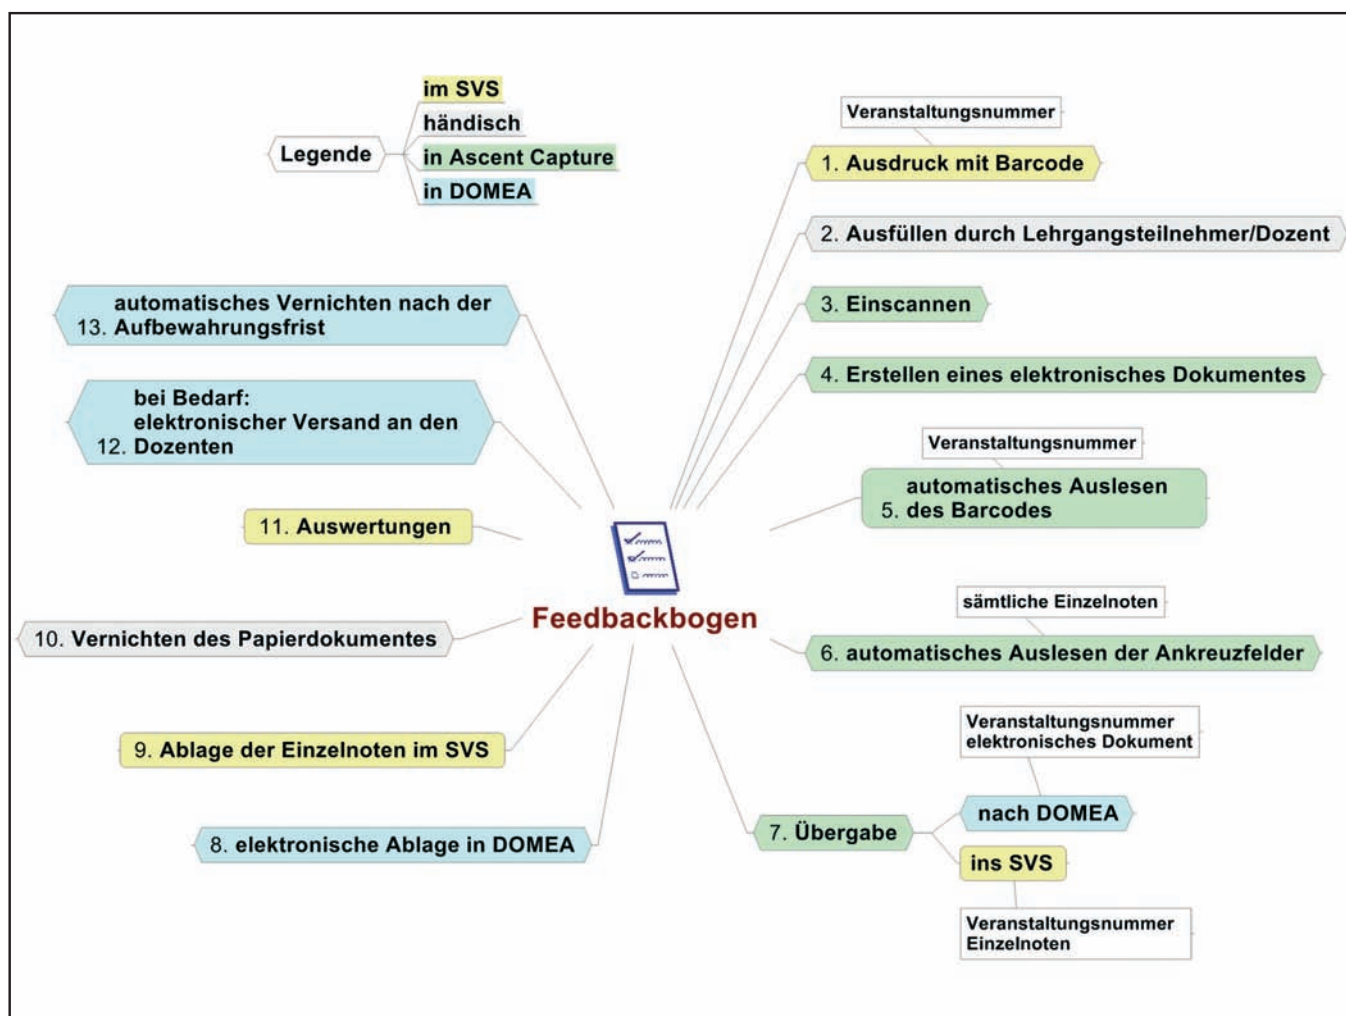 Legende
im SVS
händisch
in Ascent Capture
in DOMEA
Veranstaltungsnummer
1. Ausdruck mit Barcode
2. Ausfüllen durch Lehrgangsteilnehmer/Dozent
3. Einscannen
4. Erstellen eines elektronisches Dokumentes
Veranstaltungsnummer
automatisches Auslesen
5. des Barcodes
sämtliche Einzelnoten
6. automatisches Auslesen der Ankreuzfelder
Veranstaltungsnummer
elektronisches Dokument
nach DOMEA
7. Übergabe
ins SVS
Veranstaltungsnummer
Einzelnoten
8. elektronische Ablage in DOMEA
9. Ablage der Einzelnoten im SVS
10. Vernichten des Papierdokumentes
11. Auswertungen
bei Bedarf:
elektronischer Versand an den
12. Dozenten
automatisches Vernichten nach der
13. Aufbewahrungsfrist
Feedbackbogen